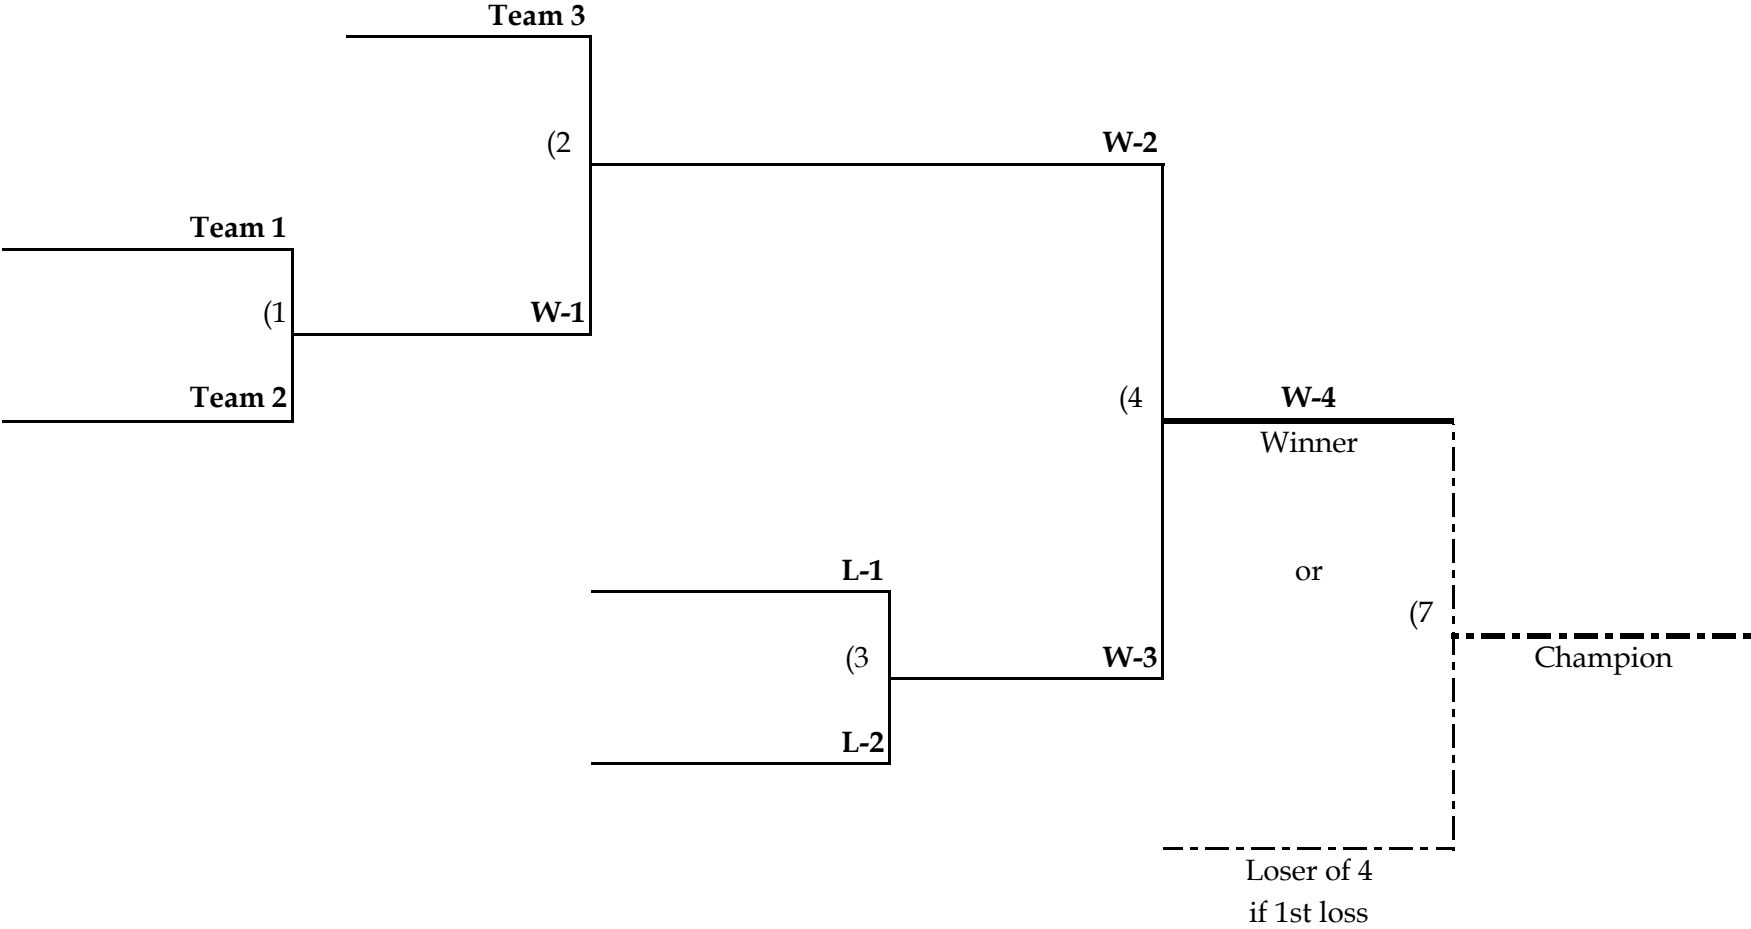 Team 3
(2
W-2
Team 1
(1
W-1
Team 2
(4
W-4
Winner
L-1
or
(7
(3
W-3
Champion
L-2
Loser of 4
if 1st loss